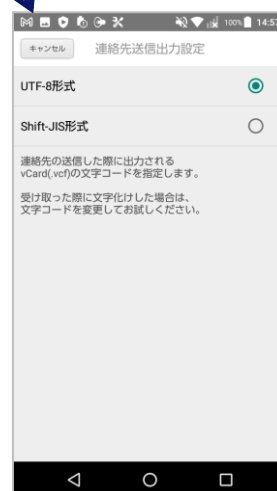 100% 14:57
キャンセル 連絡先送信出力設定
UTF-8形式
Shift-JIS形式
連絡先の送信した際に出力される
vCard(.vcf)の文字コードを指定します。
受け取った際に文字化けした場合は、
文字コードを変更してお試しください。